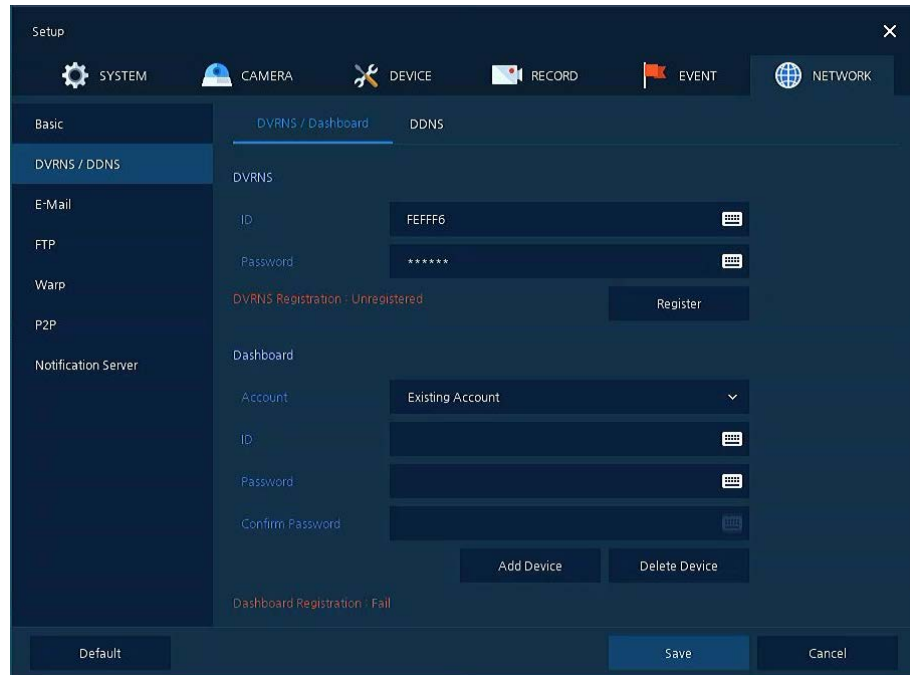 Setup
SYSTEM CAMERA DEVICE RECORD EVENT NETWORK
Basic
DVRNS / DDNS
E-Mail
FTP
Warp
P2P
Notification Server
DVRNS / Dashboard DDNS
DVRNS
ID FEFFF6
Password ******
DVRNS Registration : Unregistered Register
Dashboard
Account Existing Account
ID
Password
Confirm Password
Add Device Delete Device
Dashboard Registration : Fail
Default Save Cancel